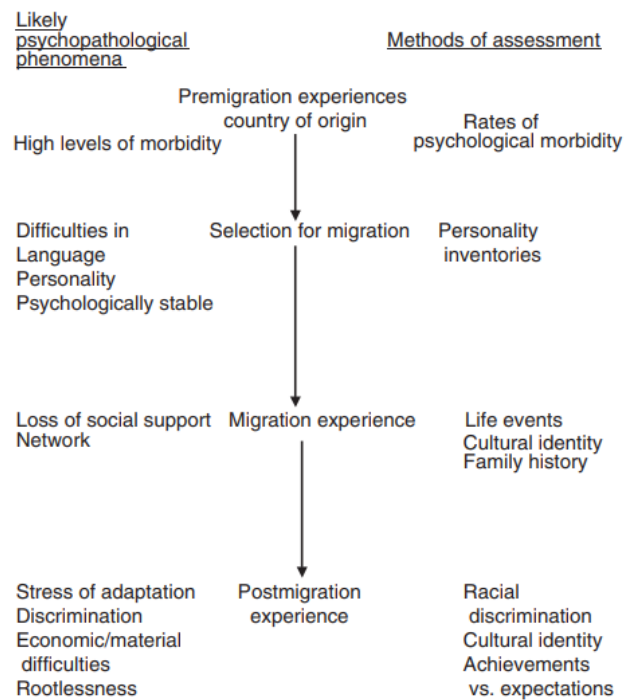 Likely
psychopathological
phenomena
Methods of assessment
Premigration experiences
country of origin
High levels of morbidity
Rates of
psychological morbidity
Difficulties in
Language
Personality
Psychologically stable
Selection for migration
Personality
inventories
Loss of social support
Network
Migration experience
Life events
Cultural identity
Family history
Stress of adaptation
Discrimination
Economic/material
difficulties
Rootlessness
Postmigration
experience
Racial
discrimination
Cultural identity
Achievements
vs. expectations